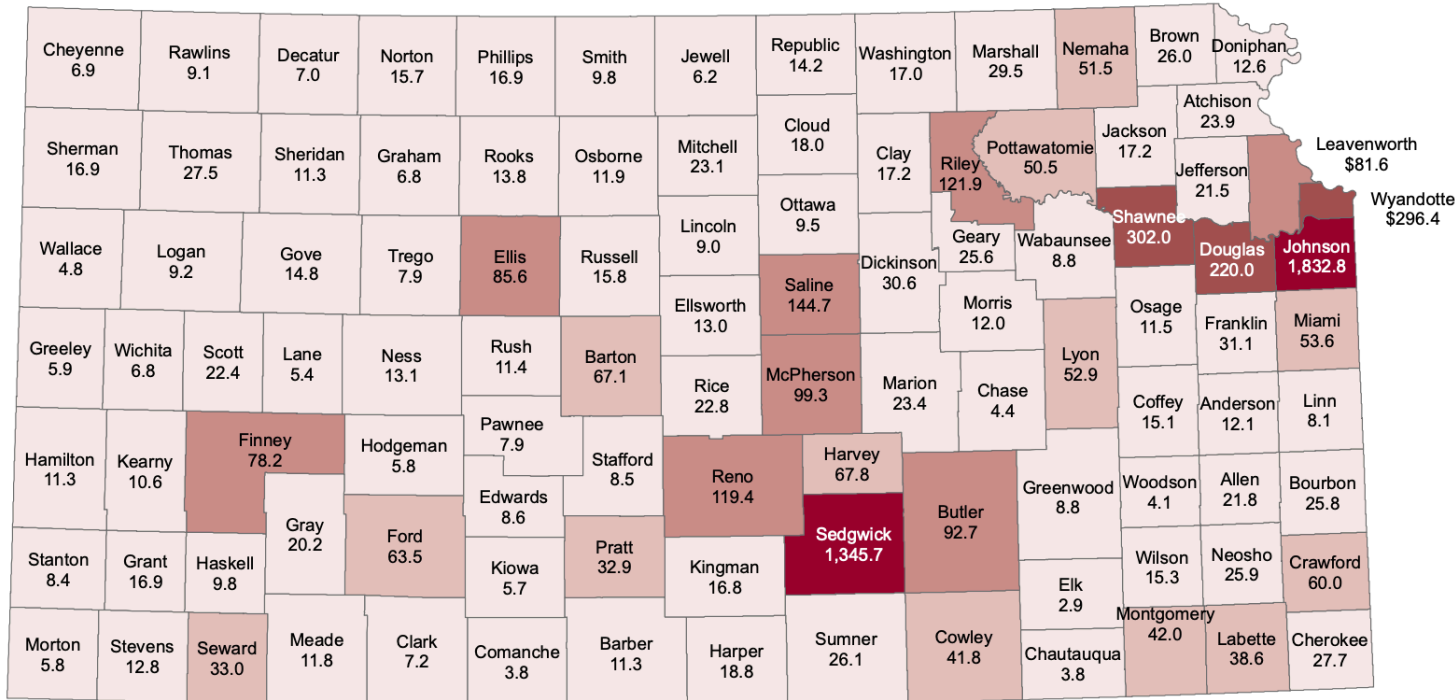 Cheyenne
6.9
Rawlins
9.1
Decatur
7.0
Norton
15.7
Phillips
16.9
Smith
9.8
Jewell
6.2
Republic
14.2
Washington
17.0
Marshall
29.5
Nemaha
51.5
Brown
26.0
Doniphan
12.6
Sherman
16.9
Thomas
27.5
Sheridan
11.3
Graham
6.8
Rooks
13.8
Osborne
11.9
Mitchell
23.1
Cloud
18.0
Clay
17.2
Riley
121.9
Pottawatomie
50.5
Jackson
17.2
Atchison
23.9
Jefferson
21.5
Leavenworth
$81.6
Wyandotte
$296.4
Wallace
4.8
Logan
9.2
Gove
14.8
Trego
7.9
Ellis
85.6
Russell
15.8
Lincoln
9.0
Ottawa
9.5
Dickinson
30.6
Geary
25.6
Wabaunsee
8.8
Shawnee
302.0
Douglas
220.0
Johnson
1,832.8
Ellsworth
13.0
Saline
144.7
Morris
12.0
Osage
11.5
Franklin
31.1
Miami
53.6
Greeley
5.9
Wichita
6.8
Scott
22.4
Lane
5.4
Ness
13.1
Rush
11.4
Barton
67.1
Rice
22.8
McPherson
99.3
Marion
23.4
Chase
4.4
Lyon
52.9
Coffey
15.1
Anderson
12.1
Linn
8.1
Hamilton
11.3
Kearny
10.6
Finney
78.2
Hodgeman
5.8
Pawnee
7.9
Stafford
8.5
Edwards
8.6
Reno
119.4
Harvey
67.8
Butler
92.7
Greenwood
8.8
Woodson
4.1
Allen
21.8
Bourbon
25.8
Gray
20.2
Ford
63.5
Pratt
32.9
Sedgwick
1,345.7
Stanton
8.4
Grant
16.9
Haskell
9.8
Kiowa
5.7
Kingman
16.8
Elk
2.9
Wilson
15.3
Neosho
25.9
Crawford
60.0
Morton
5.8
Stevens
12.8
Seward
33.0
Meade
11.8
Clark
7.2
Comanche
3.8
Barber
11.3
Harper
18.8
Sumner
26.1
Cowley
41.8
Chautauqua
3.8
Montgomery
42.0
Labette
38.6
Cherokee
27.7